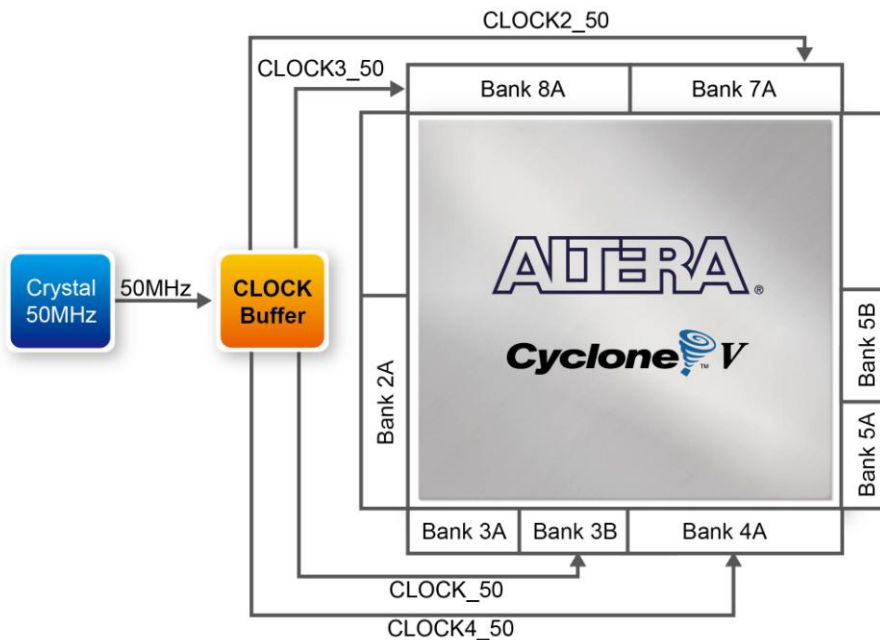 CLOCK2_50
CLOCK3_50
Bank 8A
Bank 7A
Crystal
50MHz
50MHz
CLOCK
Buffer
ALTERA
®
Cyclone V
TM
Bank 2A
Bank 5B
Bank 5A
Bank 3A
Bank 3B
Bank 4A
CLOCK_50
CLOCK4_50